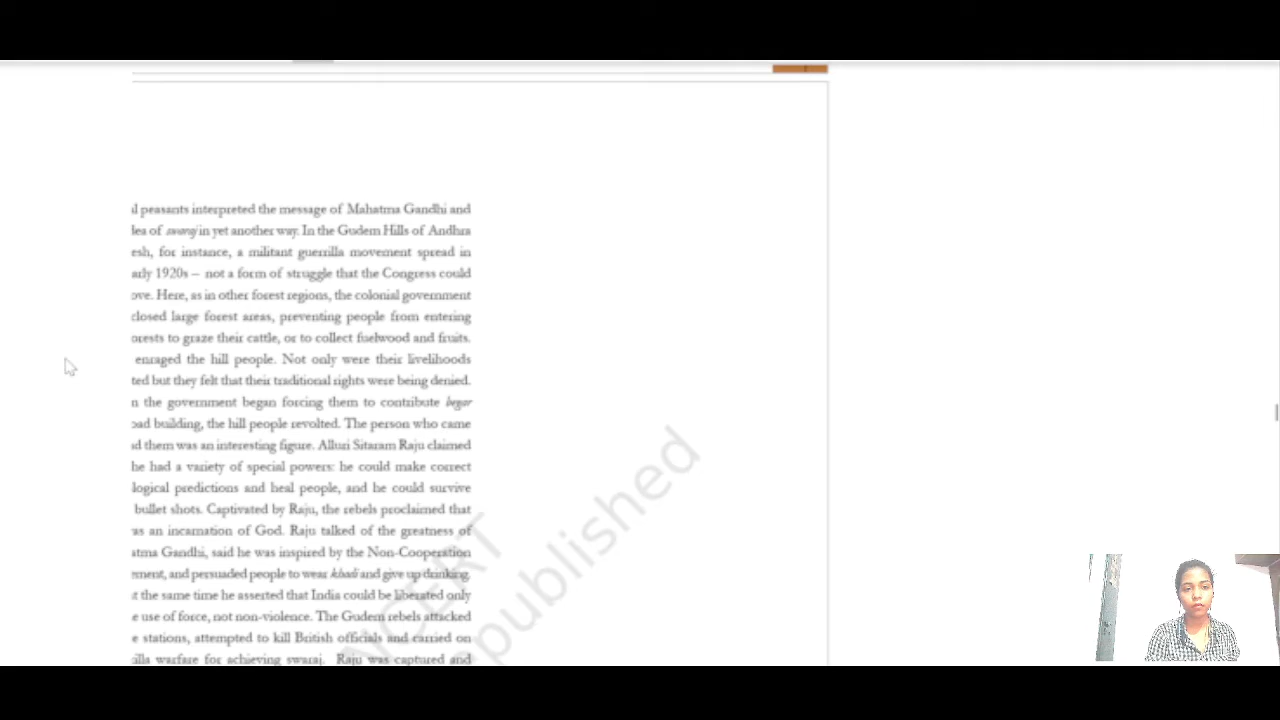 l peasants interpreted the message of Mahatma Gandhi and
lea of swaraj in yet another way. In the Gudem Hills of Andhra
esh, for instance, a militant guerrilla movement spread in
arly 1920s – not a form of struggle that the Congress could
ove. Here, as in other forest regions, the colonial government
closed large forest areas, preventing people from entering
orests to graze their cattle, or to collect fuelwood and fruits.
enraged the hill people. Not only were their livelihoods
ted but they felt that their traditional rights were being denied.
n the government began forcing them to contribute begar
oad building, the hill people revolted. The person who came
d them was an interesting figure. Alluri Sitaram Raju claimed
he had a variety of special powers: he could make correct
logical predictions and heal people, and he could survive
bullet shots. Captivated by Raju, the rebels proclaimed that
as an incarnation of God. Raju talked of the greatness of
atma Gandhi, said he was inspired by the Non-Cooperation
ement, and persuaded people to wear khadi and give up drinking.
t the same time he asserted that India could be liberated only
e use of force, not non-violence. The Gudem rebels attacked
e stations, attempted to kill British officials and carried on
rilla warfare for achieving swaraj. Raju was captured and
NCERT
published